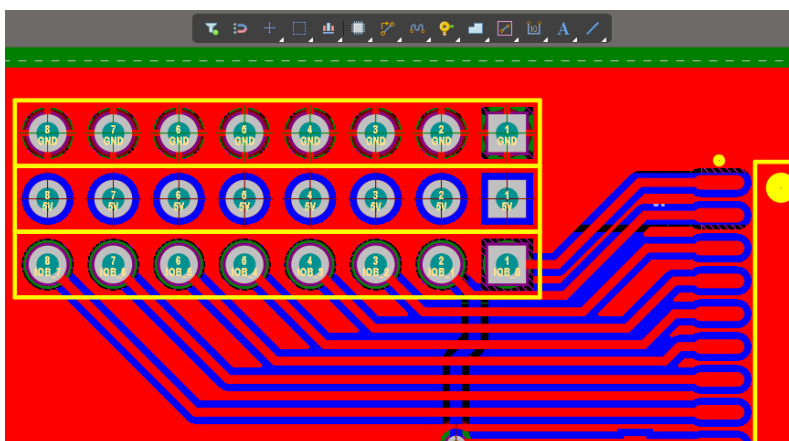 10 A
8 7 6 5 4 3 2 1
GND GND GND GND GND GND GND GND
8 7 6 5 4 3 2 1
5V 5V 5V 5V 5V 5V 5V 5V
8 7 6 5 4 3 2 1
IOB_7 IOB_6 IOB_5 IOB_4 IOB_3 IOB_2 IOB_1 IOB_0